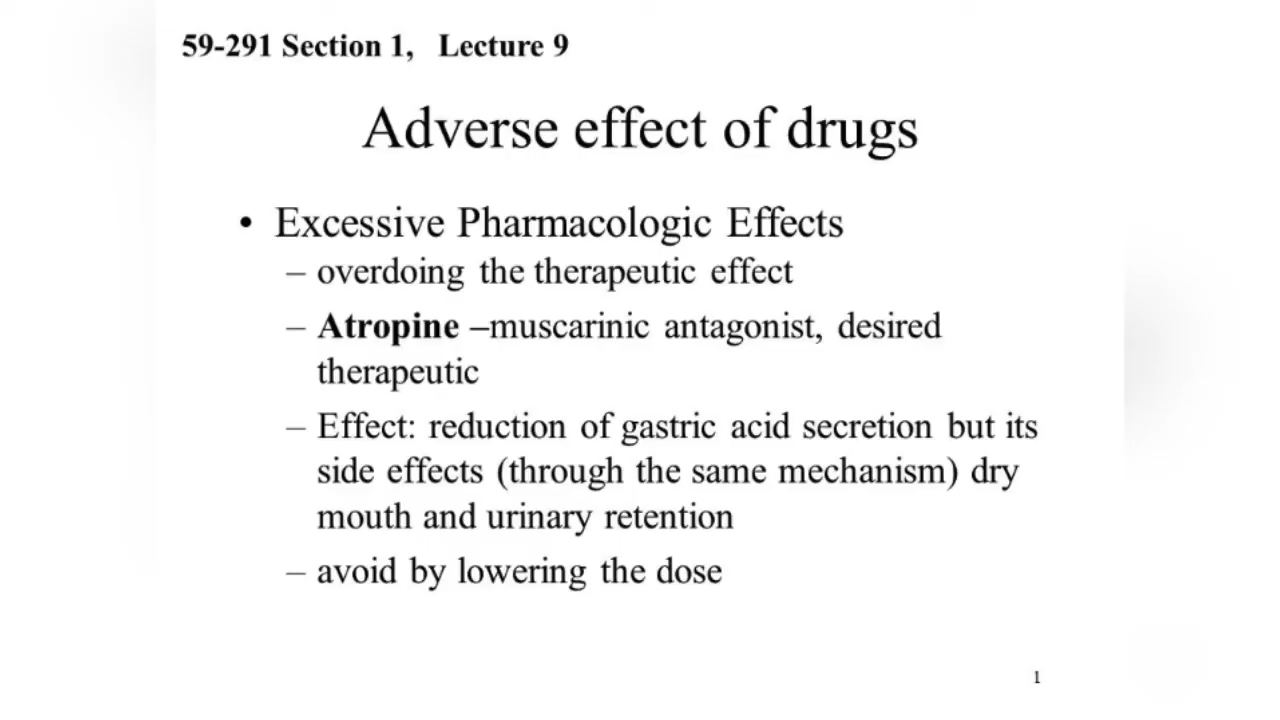 59-291 Section 1, Lecture 9
Adverse effect of drugs
• Excessive Pharmacologic Effects
– overdoing the therapeutic effect
– Atropine –muscarinic antagonist, desired
therapeutic
– Effect: reduction of gastric acid secretion but its
side effects (through the same mechanism) dry
mouth and urinary retention
– avoid by lowering the dose
1